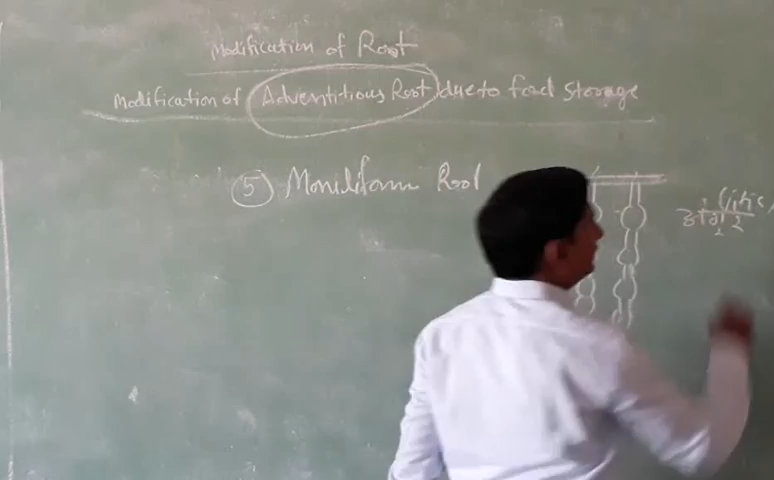 Modification of Root
Modification of Adventitious Root due to food Storage
(5) Moniliform Root